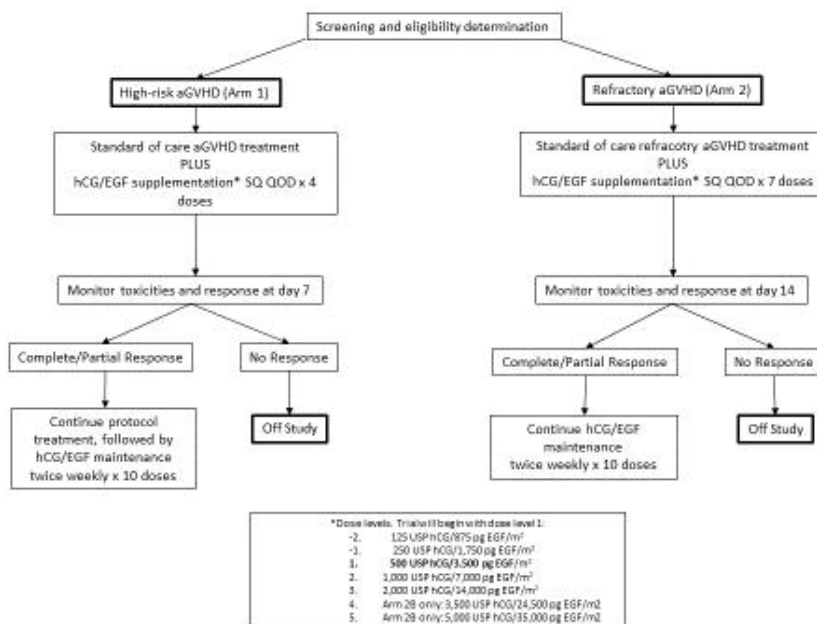 Screening and eligibility determination
High-risk aGVHD (Arm 1)
Refractory aGVHD (Arm 2)
Standard of care aGVHD treatment
PLUS
hCG/EGF supplementation* SQ QOD x 4
doses
Standard of care refracotry aGVHD treatment
PLUS
hCG/EGF supplementation* SQ QOD x 7 doses
Monitor toxicities and response at day 7
Monitor toxicities and response at day 14
Complete/Partial Response
No Response
Complete/Partial Response
No Response
Continue protocol
treatment, followed by
hCG/EGF maintenance
twice weekly x 10 doses
Off Study
Continue hCG/EGF
maintenance
twice weekly x 10 doses
Off Study
*Dose levels. Trial will begin with dose level 1:
-2. 125 USP hCG/875 pg EGF/m²
-1. 250 USP hCG/1,750 pg EGF/m²
1. 500 USP hCG/3.500 pg EGF/m²
2. 1,000 USP hCG/7,000 pg EGF/m²
3. 2,000 USP hCG/14,000 pg EGF/m²
4. Arm 2B only: 3,500 USP hCG/24,500 pg EGF/m2
5. Arm 2B only: 5,000 USP hCG/35,000 pg EGF/m2